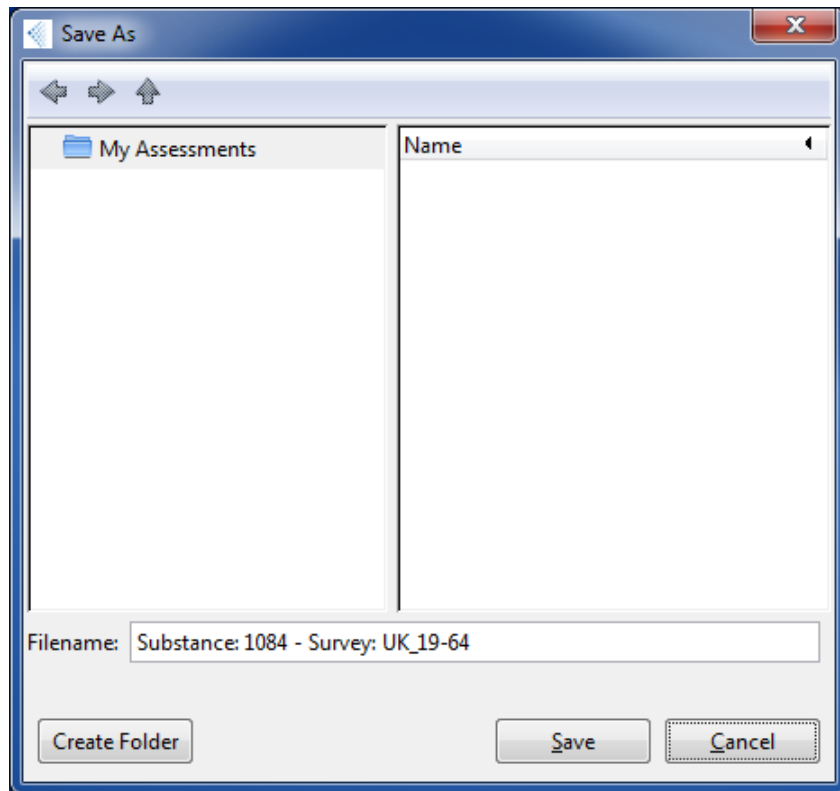 Save As
My Assessments
Name
Filename: Substance: 1084 - Survey: UK_19-64
Create Folder Save Cancel